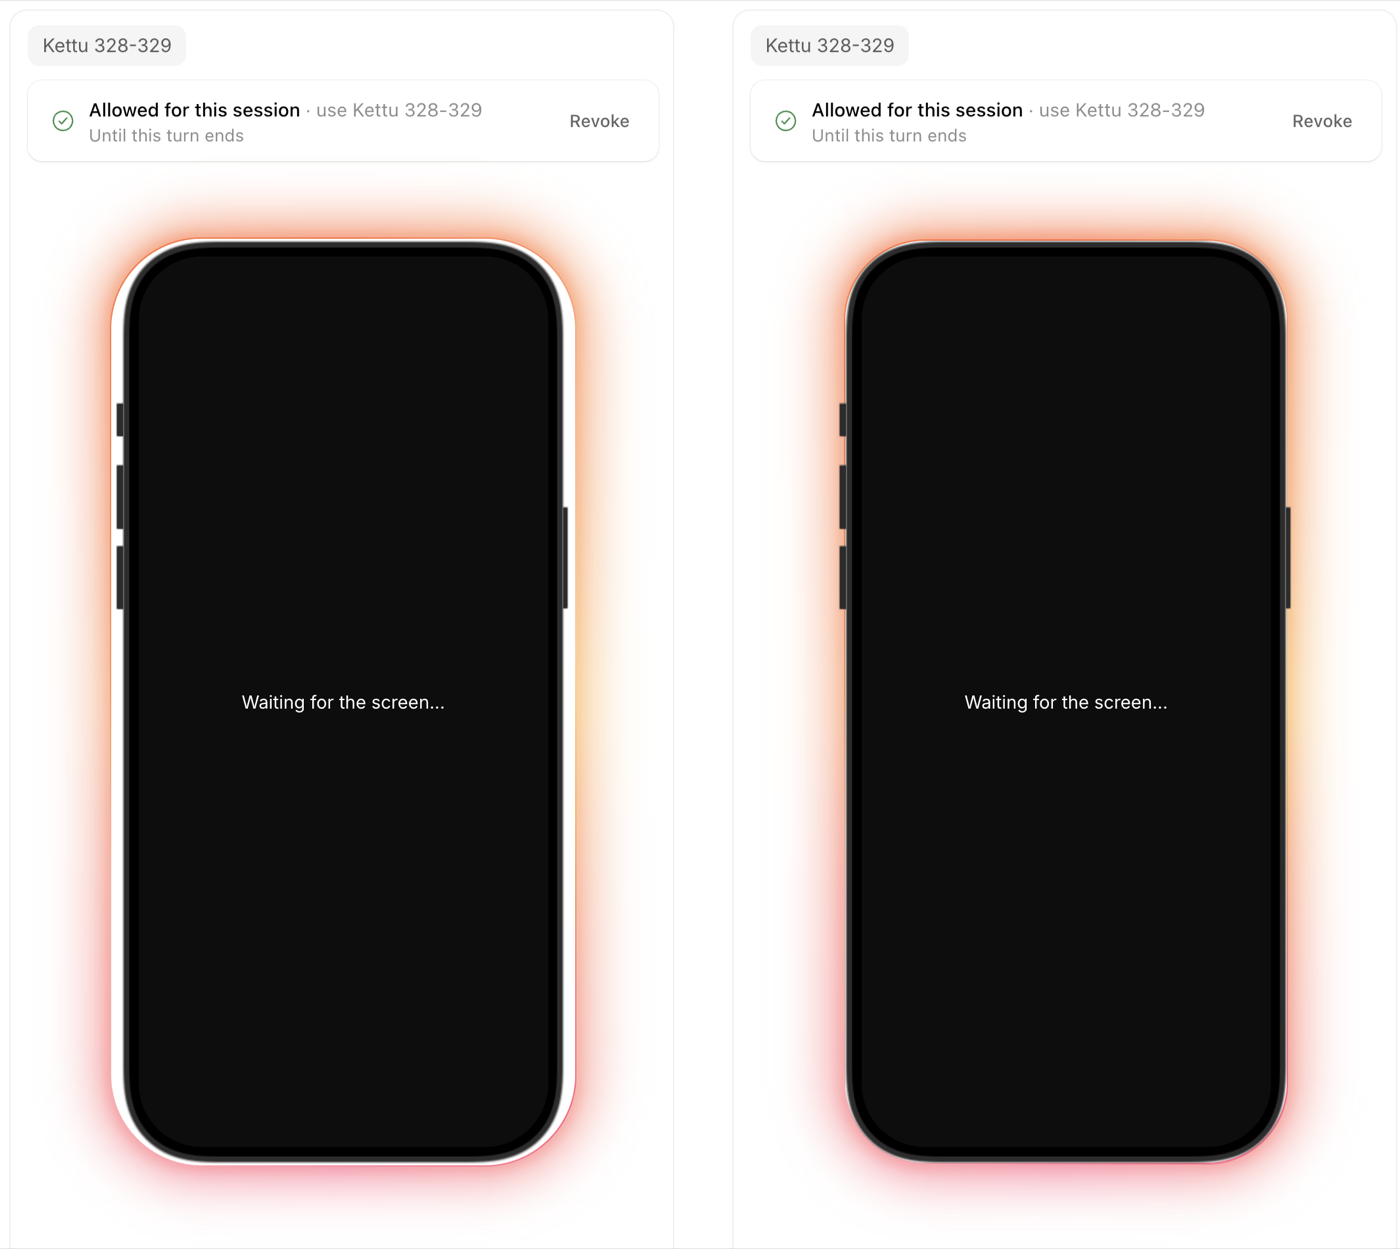 Kettu 328-329
Allowed for this session · use Kettu 328-329
Until this turn ends
Revoke
Waiting for the screen...
Kettu 328-329
Allowed for this session · use Kettu 328-329
Until this turn ends
Revoke
Waiting for the screen...